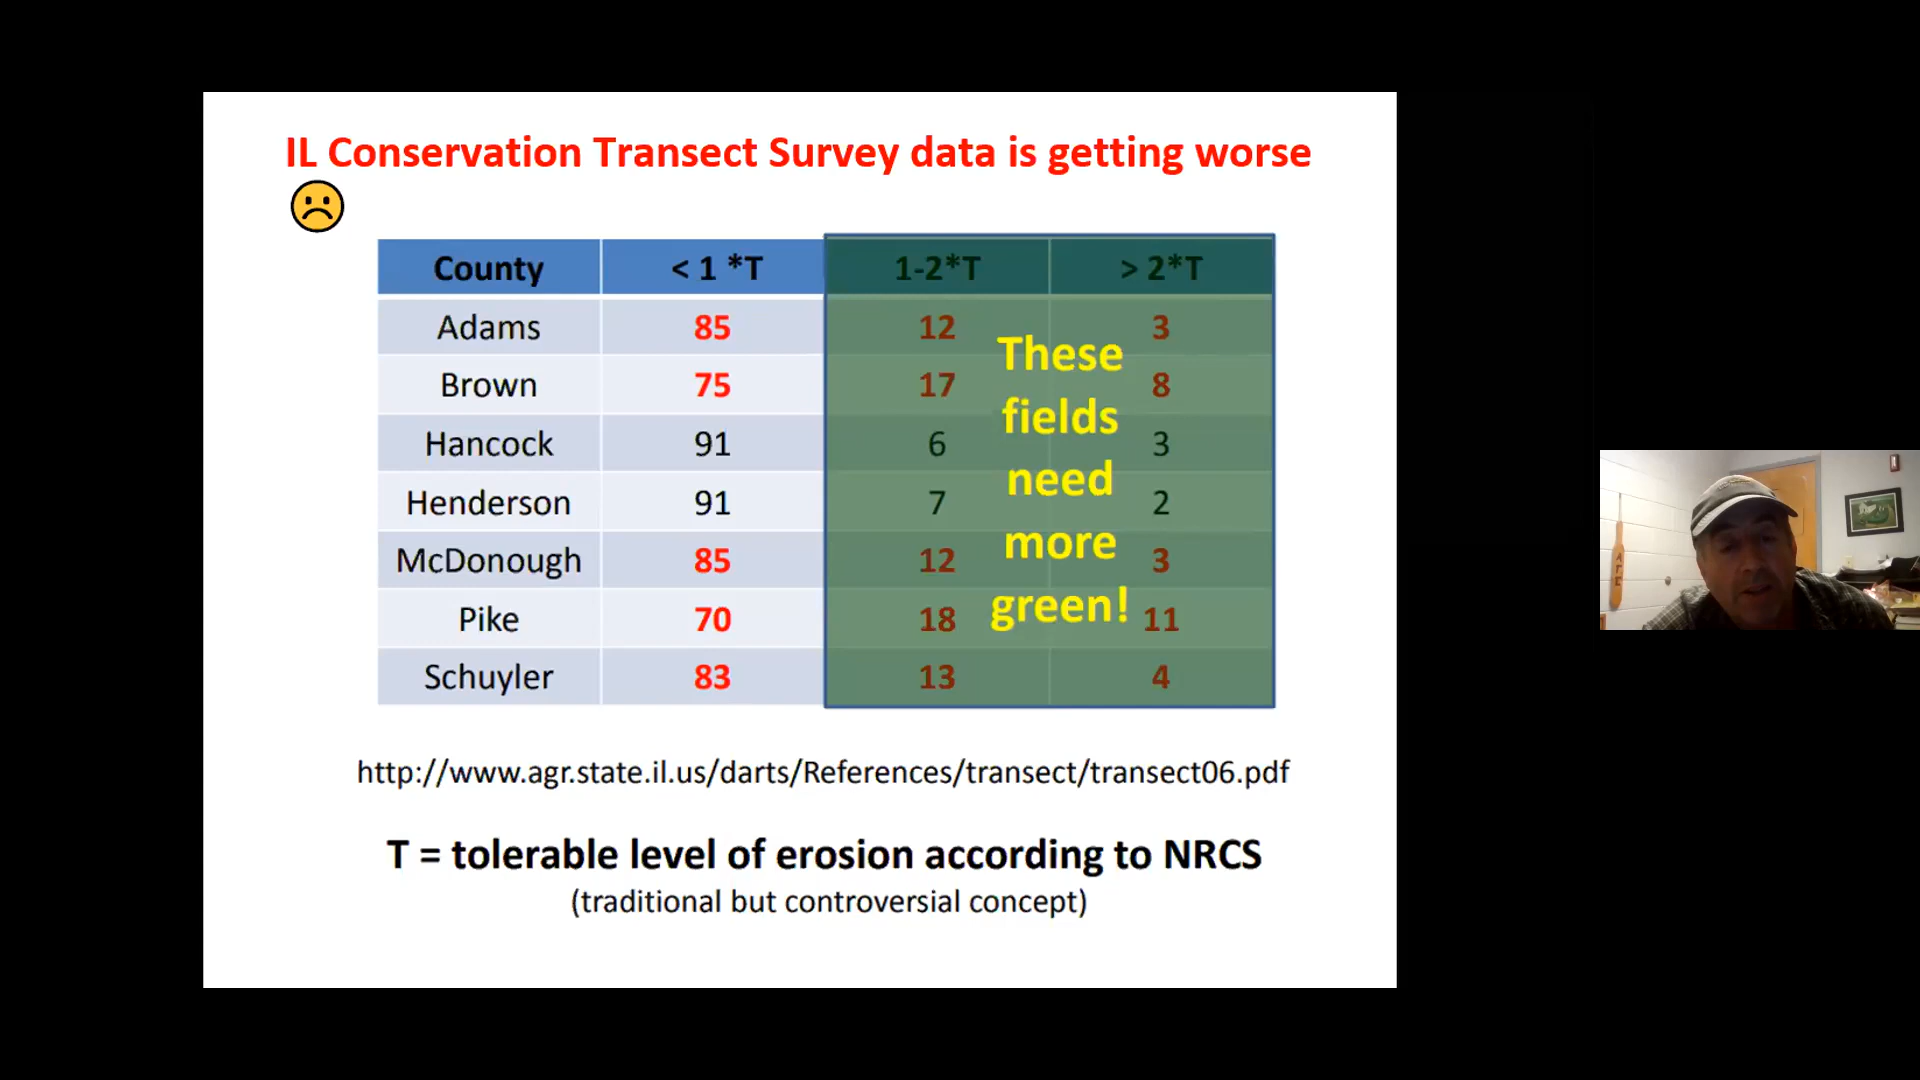 IL Conservation Transect Survey data is getting worse
County < 1 *T 1-2*T > 2*T
Adams 85 12 3
Brown 75 17 8
Hancock 91 6 3
Henderson 91 7 2
McDonough 85 12 3
Pike 70 18 11
Schuyler 83 13 4
These
fields
need
more
green!
http://www.agr.state.il.us/darts/References/transect/transect06.pdf
T = tolerable level of erosion according to NRCS
(traditional but controversial concept)